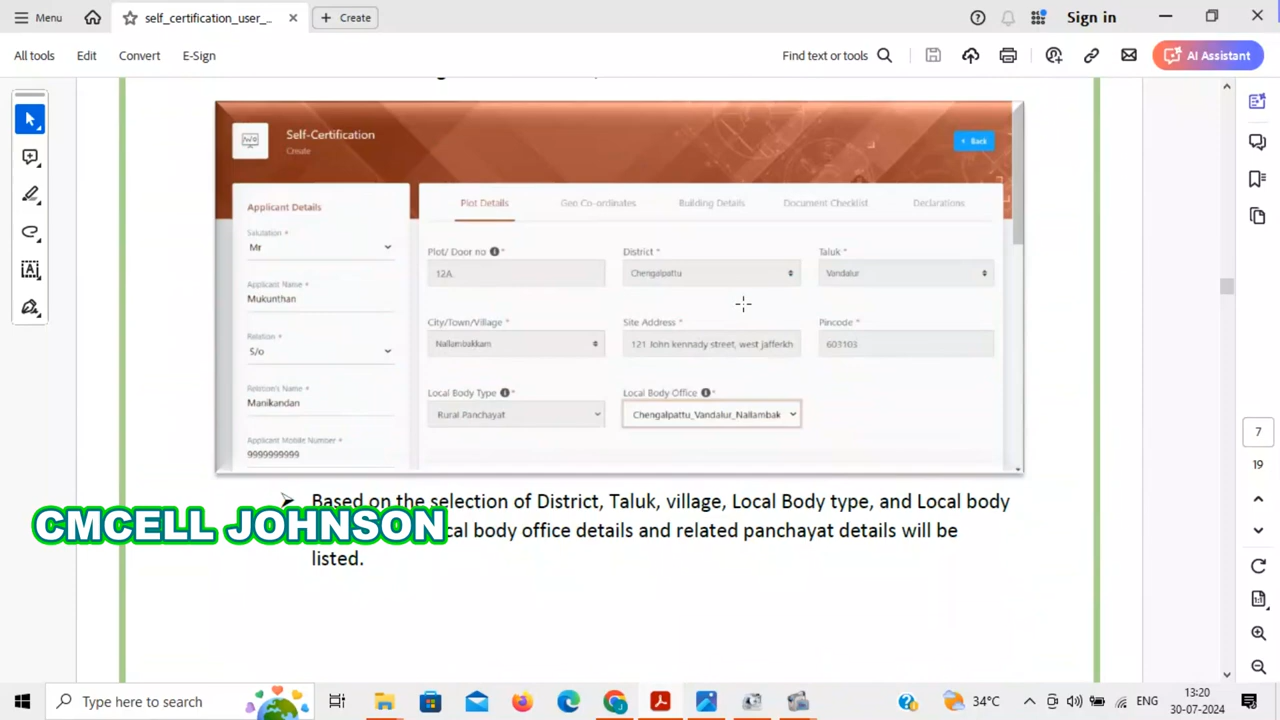 Menu
self_certification_user_...
Create
Sign in
All tools
Edit
Convert
E-Sign
Find text or tools
AI Assistant
Self-Certification
Create
Back
Applicant Details
Plot Details
Geo Co-ordinates
Building Details
Document Checklist
Declarations
Salutation *
Mr
Plot/ Door no *
District *
Taluk *
12A,
Chengalpattu
Vandalur
Applicant Name *
Mukunthan
City/Town/Village *
Site Address *
Pincode *
Relation *
S/o
Nallambakkam
121 John kennady street, west jafferkh
603103
Relation's Name *
Manikandan
Local Body Type *
Local Body Office *
Rural Panchayat
Chengalpattu_Vandalur_Nallambak
Applicant Mobile Number *
9999999999
7
19
Based on the selection of District, Taluk, village, Local Body type, and Local body
CMCELL JOHNSON
cal body office details and related panchayat details will be
listed.
Type here to search
34°C
ENG
13:20
30-07-2024